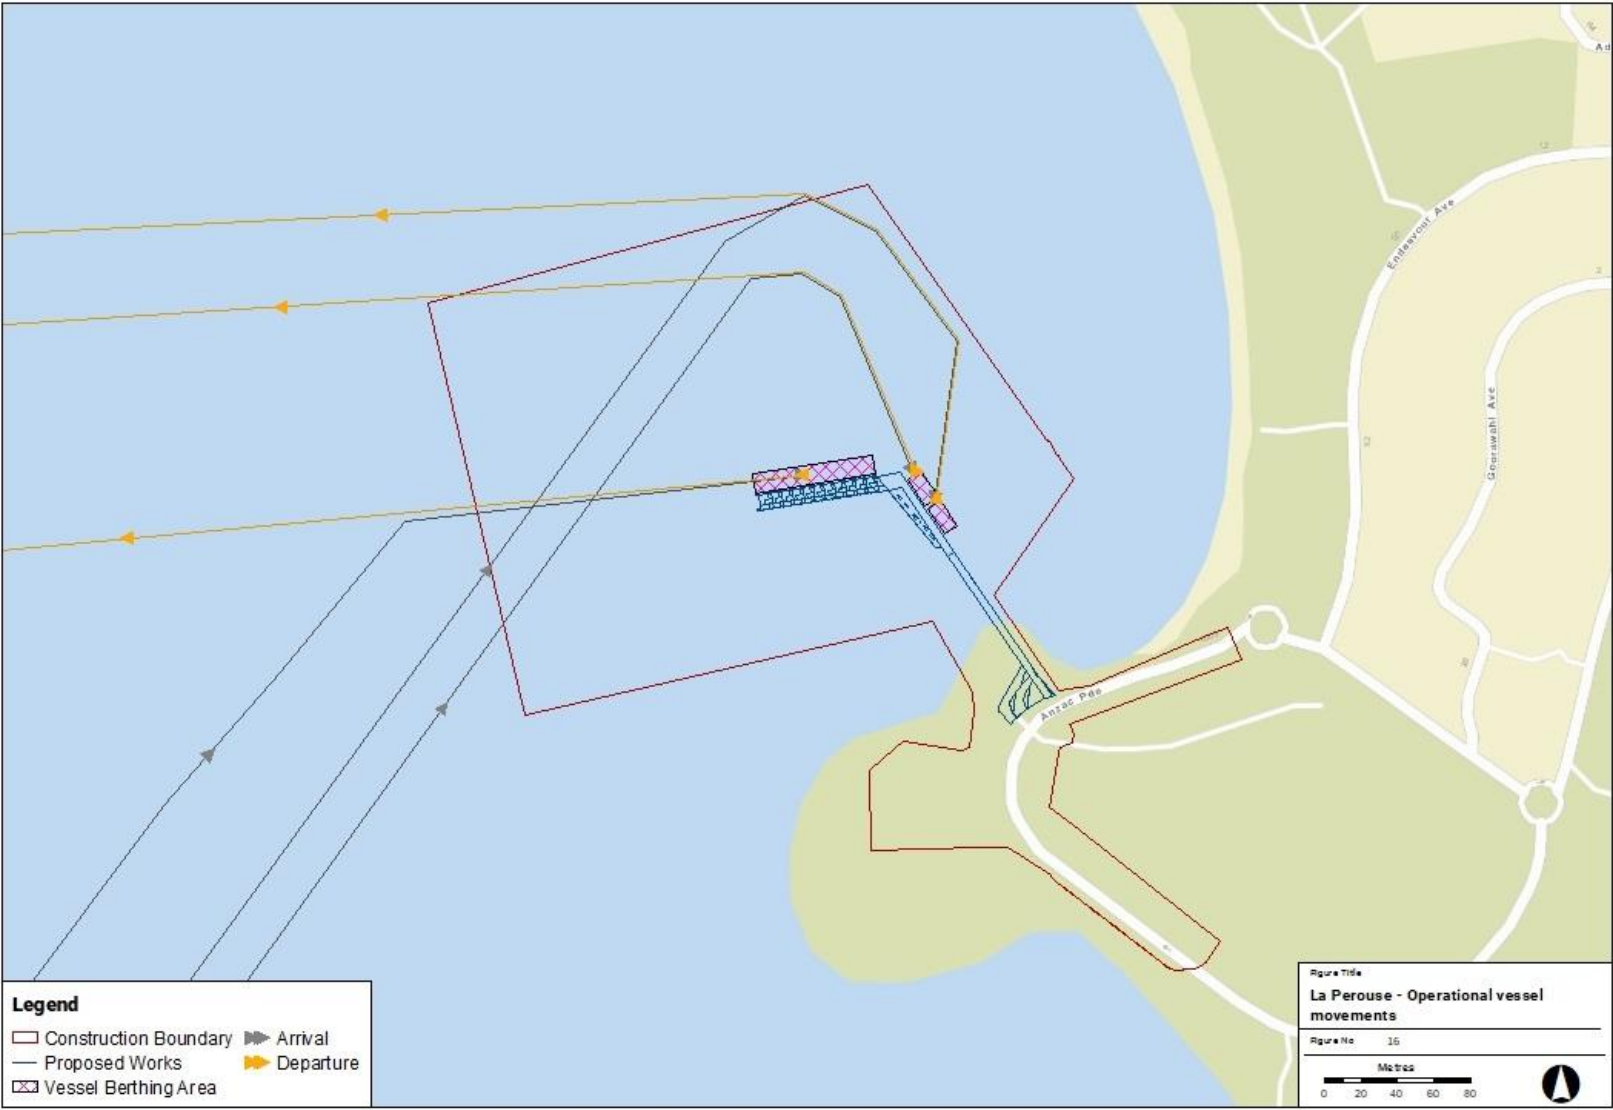 Ad
Endeavour Ave
Goorawahl Ave
Anzac Pde
Legend
Construction Boundary
Arrival
Proposed Works
Departure
Vessel Berthing Area
Figure Title
La Perouse - Operational vessel
movements
Figure No 16
Metres
0 20 40 60 80